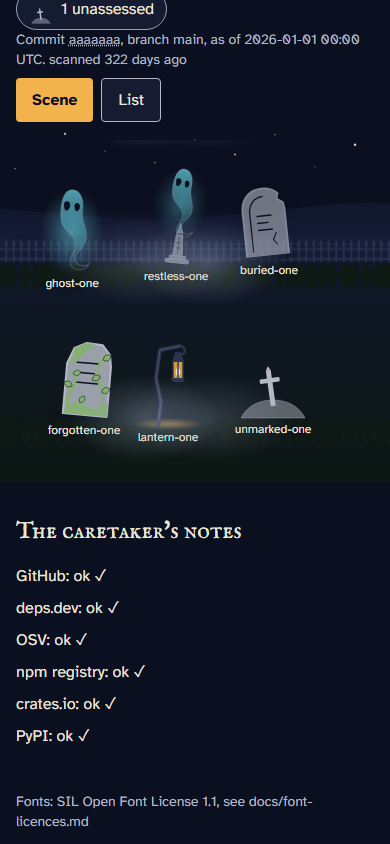 1 unassessed
Commit aaaaaaa, branch main, as of 2026-01-01 00:00
UTC. scanned 322 days ago
Scene List
ghost-one restless-one buried-one
forgotten-one lantern-one unmarked-one
The caretaker's notes
GitHub: ok ✓
deps.dev: ok ✓
OSV: ok ✓
npm registry: ok ✓
crates.io: ok ✓
PyPI: ok ✓
Fonts: SIL Open Font License 1.1, see docs/font-
licences.md